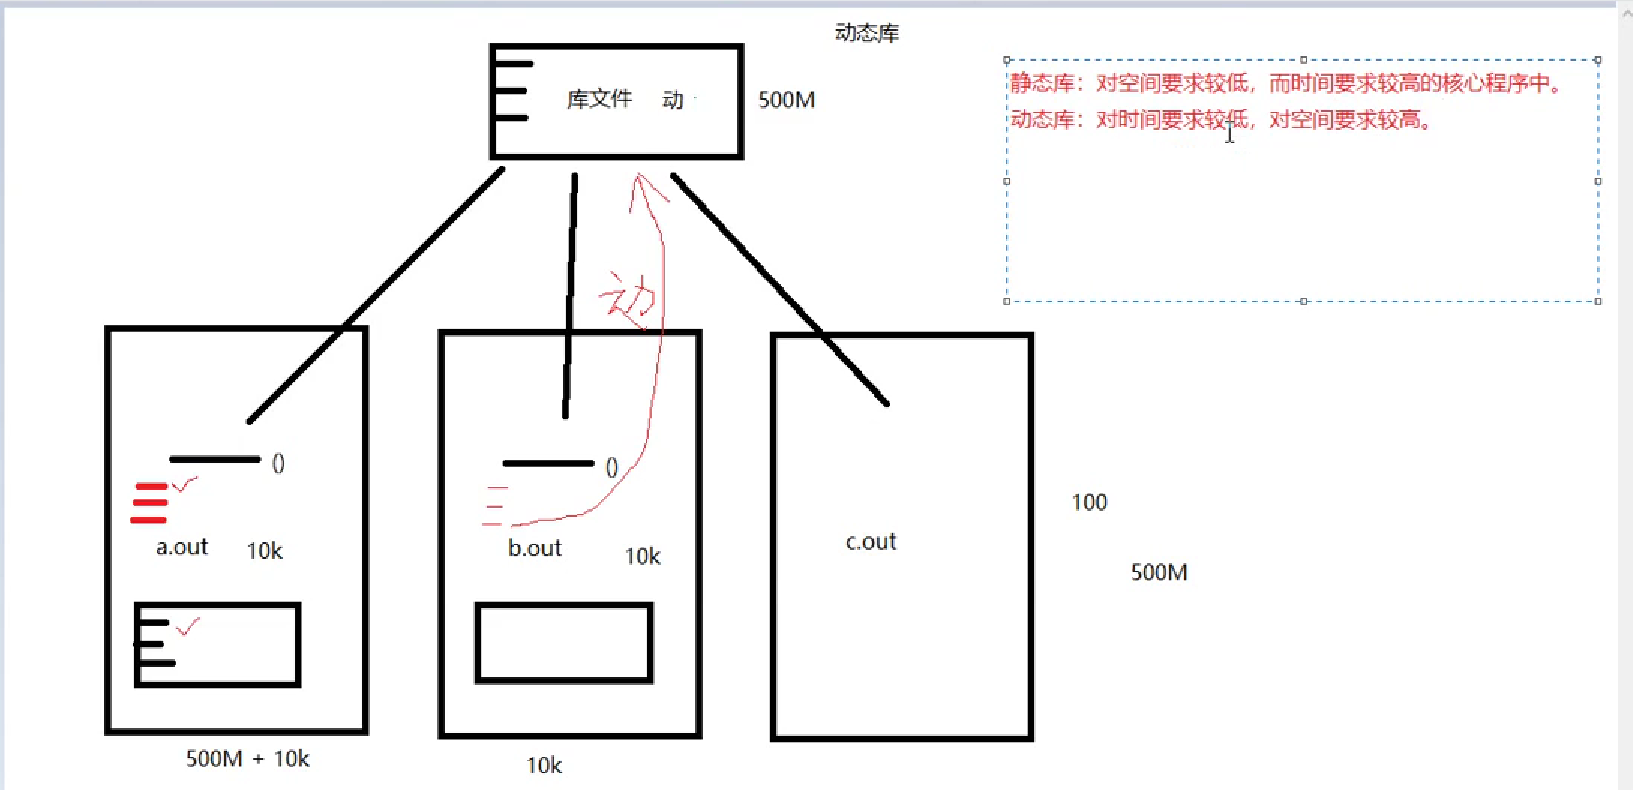 动态库
库文件 动
500M
静态库：对空间要求较低，而时间要求较高的核心程序中。
动态库：对时间要求较低，对空间要求较高。
动
()
a.out 10k
500M + 10k
()
b.out 10k
10k
c.out
100
500M